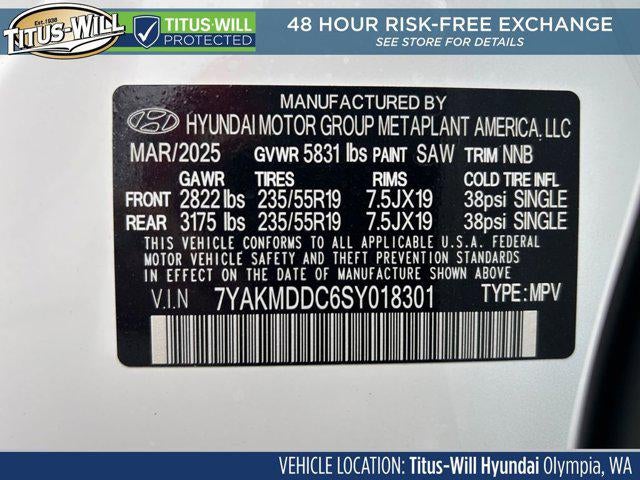 Est.1938
TITUS-WILL
TITUS-WILL
PROTECTED
48 HOUR RISK-FREE EXCHANGE
SEE STORE FOR DETAILS
MANUFACTURED BY
HYUNDAI MOTOR GROUP METAPLANT AMERICA, LLC
MAR/2025 GVWR 5831 lbs PAINT SAW TRIM NNB
GAWR TIRES RIMS COLD TIRE INFL
FRONT 2822 lbs 235/55R19 7.5JX19 38psi SINGLE
REAR 3175 lbs 235/55R19 7.5JX19 38psi SINGLE
THIS VEHICLE CONFORMS TO ALL APPLICABLE U.S.A. FEDERAL
MOTOR VEHICLE SAFETY AND THEFT PREVENTION STANDARDS
IN EFFECT ON THE DATE OF MANUFACTURE SHOWN ABOVE.
V.I.N 7YAKMDDC6SY018301 TYPE: MPV
VEHICLE LOCATION: Titus-Will Hyundai Olympia, WA